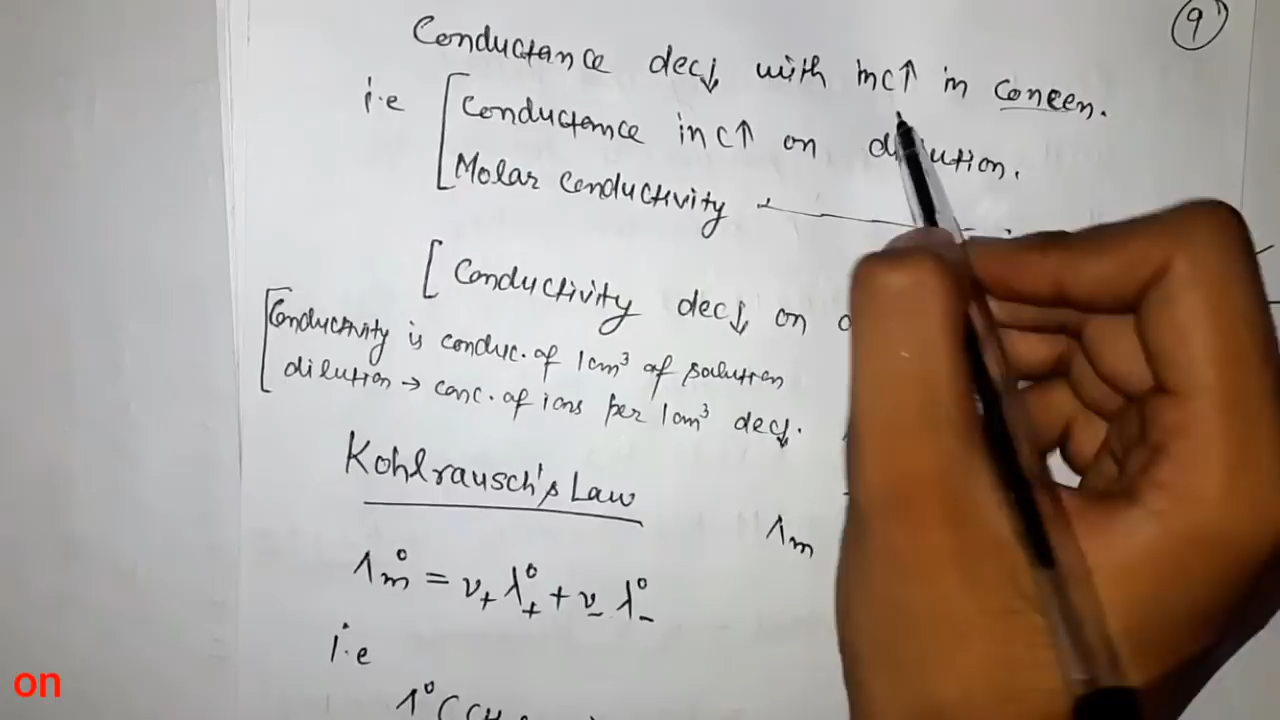 9
Conductance dec↓ with inc↑ in concen.
i.e [Conductance inc↑ on dilution.
Molar conductivity
[Conductivity dec↓ on
[Conductivity is conduc. of 1cm³ of solution
dilution → conc. of ions per 1cm³ dec↓.
Kohlrausch's Law
Λm
Λ°m = ν₊ λ°₊ + ν₋ λ°₋
i.e
on